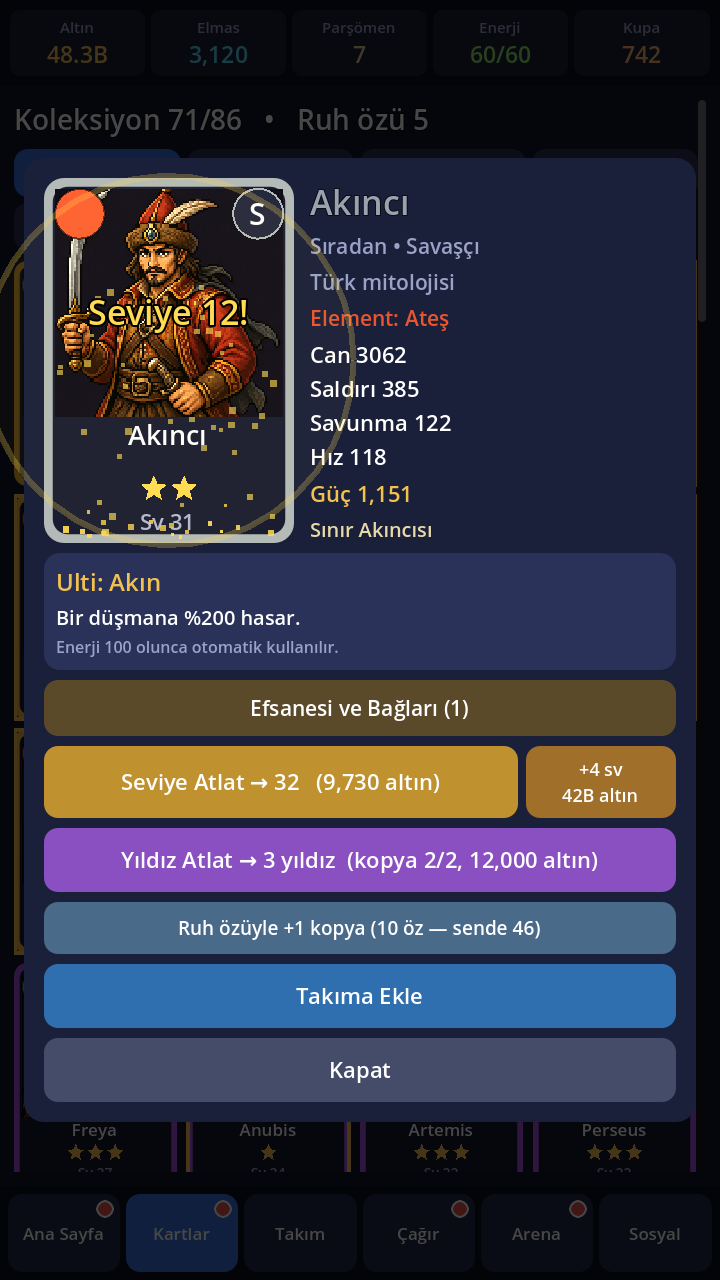 Altın
Elmas
Parşömen
Enerji
Kupa
48.3B
3,120
7
60/60
742
Koleksiyon 71/86 • Ruh özü 5
S
Seviye 12!
Akıncı
Sv 31
Akıncı
Sıradan • Savaşçı
Türk mitolojisi
Element: Ateş
Can 3062
Saldırı 385
Savunma 122
Hız 118
Güç 1,151
Sınır Akıncısı
Ulti: Akın
Bir düşmana %200 hasar.
Enerji 100 olunca otomatik kullanılır.
Efsanesi ve Bağları (1)
Seviye Atlat → 32 (9,730 altın)
+4 sv
42B altın
Yıldız Atlat → 3 yıldız (kopya 2/2, 12,000 altın)
Ruh özüyle +1 kopya (10 öz — sende 46)
Takıma Ekle
Kapat
Freya
Anubis
Artemis
Perseus
Ana Sayfa
Kartlar
Takım
Çağır
Arena
Sosyal